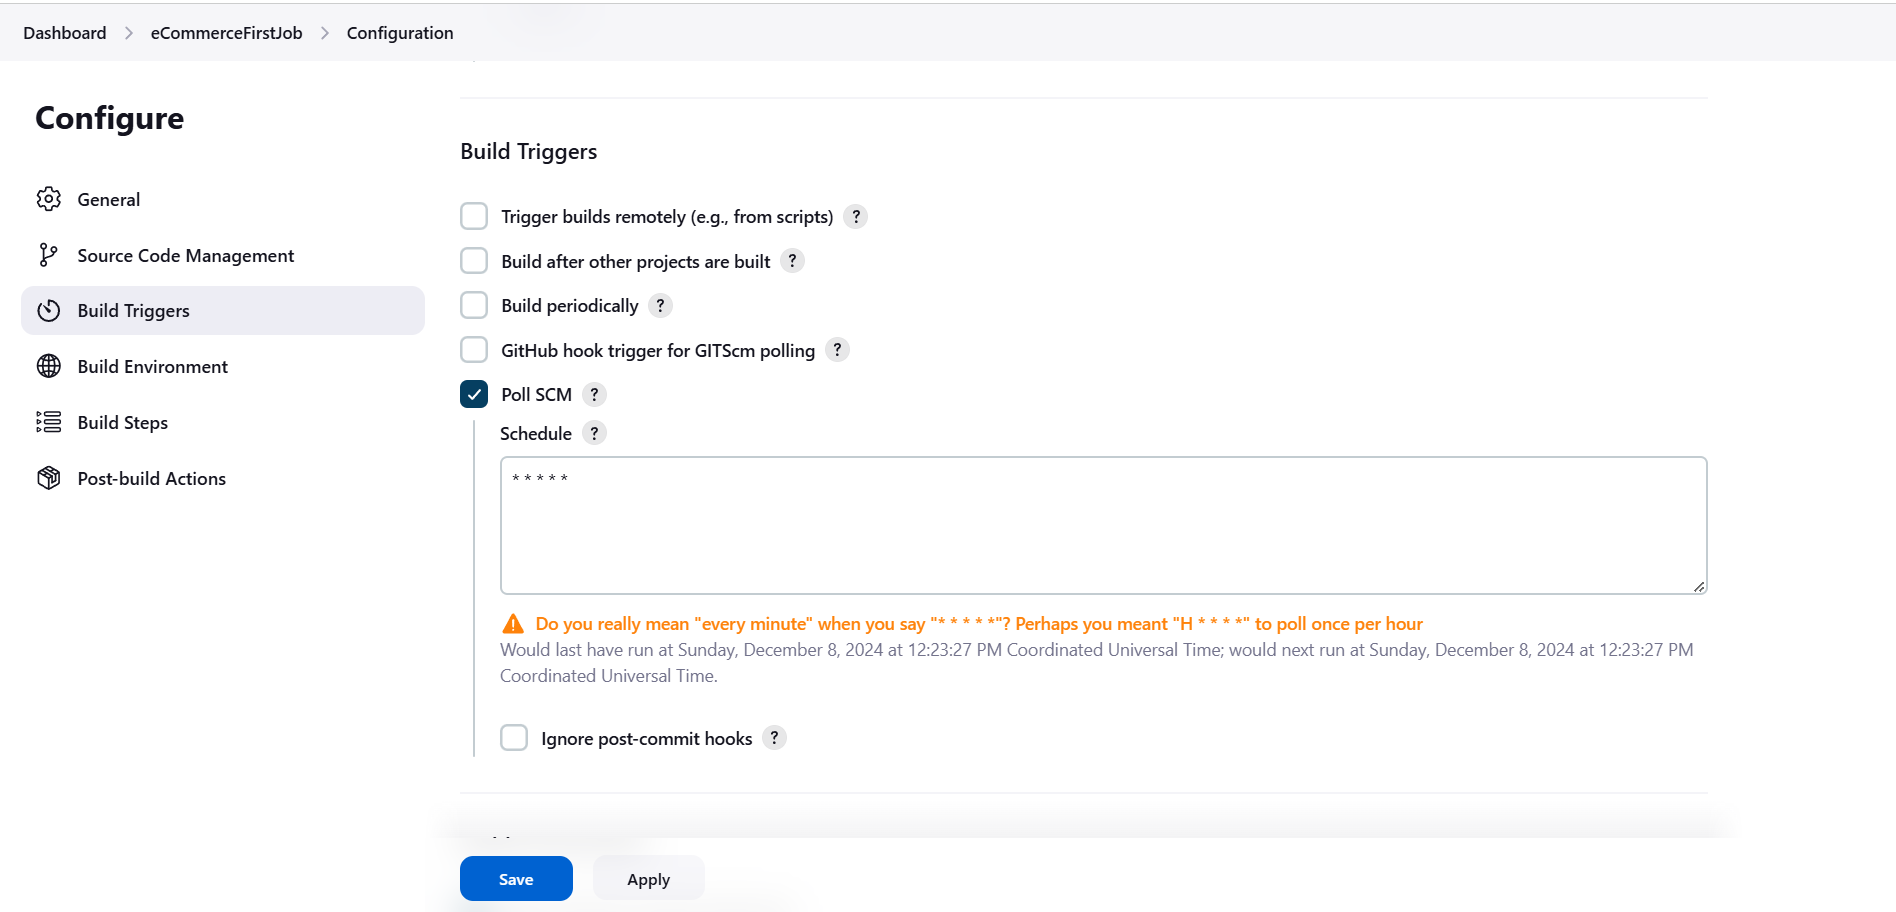 Dashboard > eCommerceFirstJob > Configuration
Configure
General
Source Code Management
Build Triggers
Build Environment
Build Steps
Post-build Actions
Build Triggers
Trigger builds remotely (e.g., from scripts) ?
Build after other projects are built ?
Build periodically ?
GitHub hook trigger for GITScm polling ?
Poll SCM ?
Schedule ?
* * * * *
Do you really mean "every minute" when you say "* * * * *"? Perhaps you meant "H * * * *" to poll once per hour
Would last have run at Sunday, December 8, 2024 at 12:23:27 PM Coordinated Universal Time; would next run at Sunday, December 8, 2024 at 12:23:27 PM
Coordinated Universal Time.
Ignore post-commit hooks ?
Save
Apply